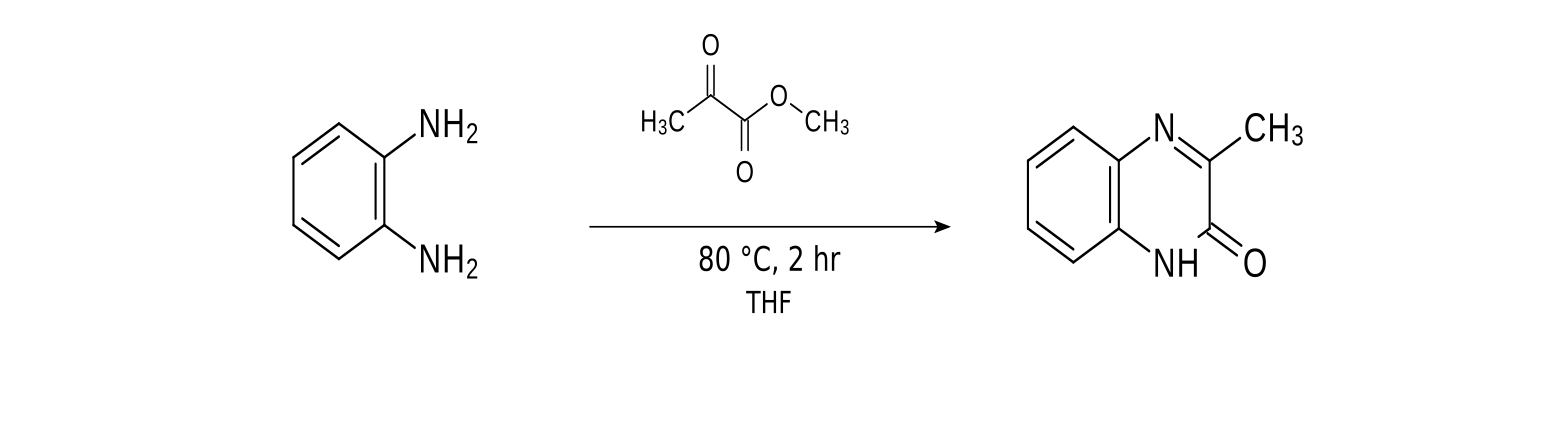 O
H₃C
O
CH₃
O
NH₂
NH₂
80 °C, 2 hr
THF
N
CH₃
NH
O